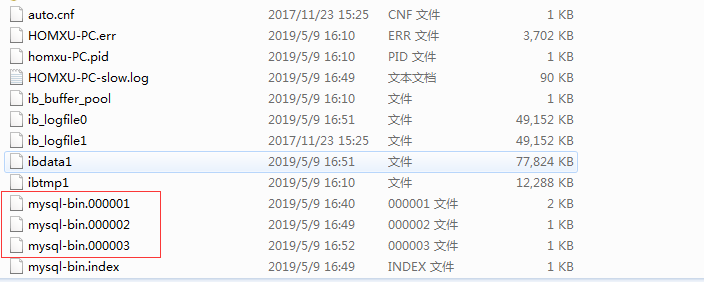 auto.cnf 2017/11/23 15:25 CNF 文件 1 KB
HOMXU-PC.err 2019/5/9 16:10 ERR 文件 3,702 KB
homxu-PC.pid 2019/5/9 16:10 PID 文件 1 KB
HOMXU-PC-slow.log 2019/5/9 16:49 文本文档 90 KB
ib_buffer_pool 2019/5/9 16:10 文件 1 KB
ib_logfile0 2019/5/9 16:51 文件 49,152 KB
ib_logfile1 2017/11/23 15:25 文件 49,152 KB
ibdata1 2019/5/9 16:51 文件 77,824 KB
ibtmp1 2019/5/9 16:10 文件 12,288 KB
mysql-bin.000001 2019/5/9 16:40 000001 文件 2 KB
mysql-bin.000002 2019/5/9 16:49 000002 文件 1 KB
mysql-bin.000003 2019/5/9 16:52 000003 文件 1 KB
mysql-bin.index 2019/5/9 16:49 INDEX 文件 1 KB